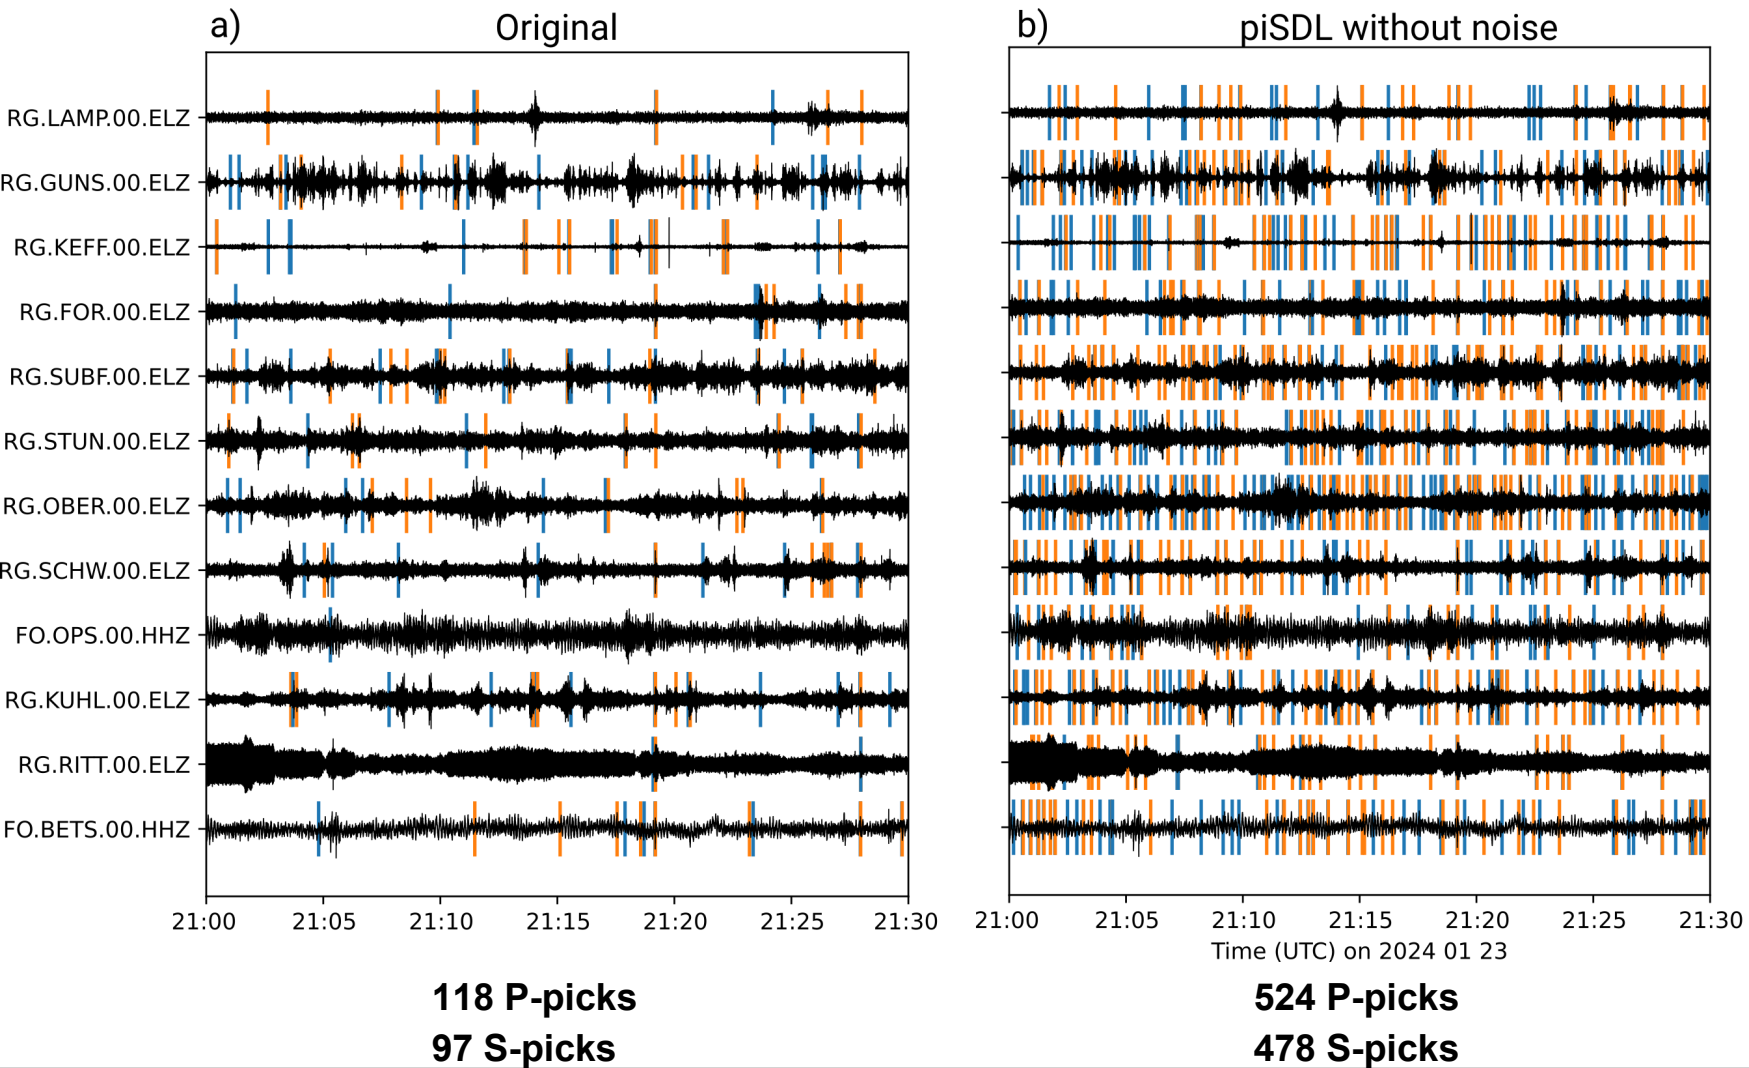 a) Original
b) piSDL without noise
RG.LAMP.00.ELZ
RG.GUNS.00.ELZ
RG.KEFF.00.ELZ
RG.FOR.00.ELZ
RG.SUBF.00.ELZ
RG.STUN.00.ELZ
RG.OBER.00.ELZ
RG.SCHW.00.ELZ
FO.OPS.00.HHZ
RG.KUHL.00.ELZ
RG.RITT.00.ELZ
FO.BETS.00.HHZ
21:00 21:05 21:10 21:15 21:20 21:25 21:30
21:00 21:05 21:10 21:15 21:20 21:25 21:30
Time (UTC) on 2024 01 23
118 P-picks
97 S-picks
524 P-picks
478 S-picks